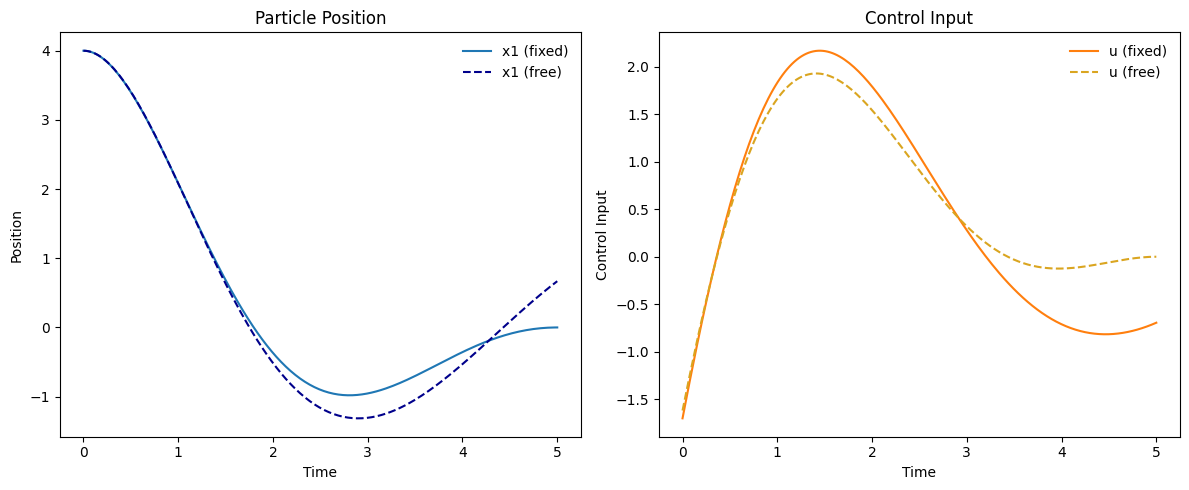 Particle Position
x1 (fixed)
x1 (free)
4
3
2
1
0
−1
Position
0 1 2 3 4 5
Time
Control Input
u (fixed)
u (free)
2.0
1.5
1.0
0.5
0.0
−0.5
−1.0
−1.5
Control Input
0 1 2 3 4 5
Time